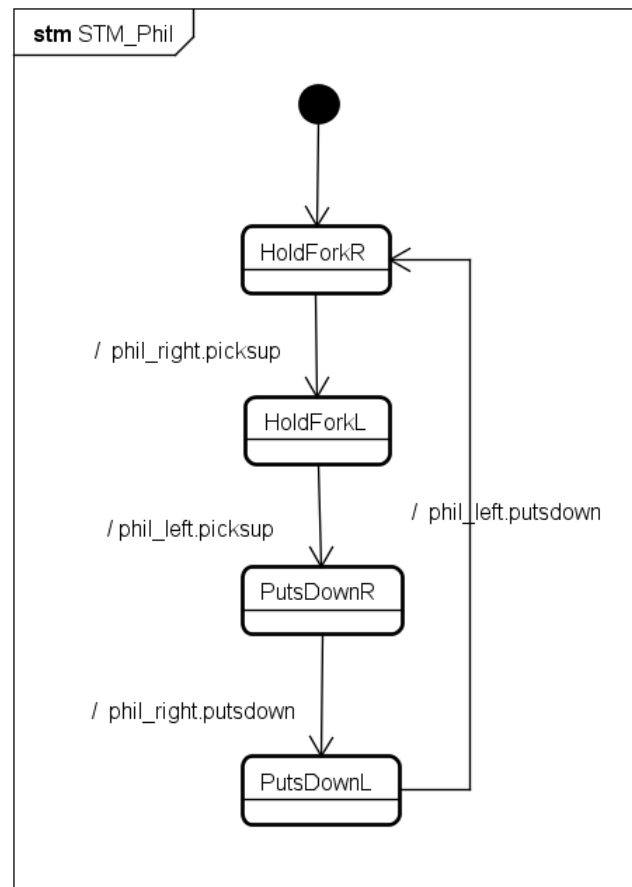 stm STM_Phil
HoldForkR
/ phil_right.picksup
HoldForkL
/ phil_left.picksup
/ phil_left.putsdown
PutsDownR
/ phil_right.putsdown
PutsDownL